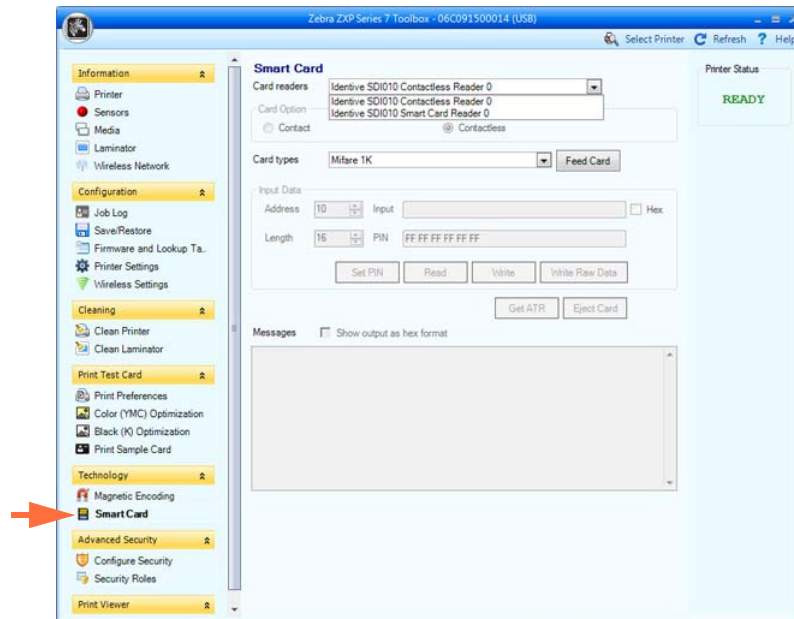 Zebra ZXP Series 7 Toolbox - 06C091500014 (USB)
Select Printer Refresh ? Help
Information
Printer
Sensors
Media
Laminator
Wireless Network
Configuration
Job Log
Save/Restore
Firmware and Lookup Ta..
Printer Settings
Wireless Settings
Cleaning
Clean Printer
Clean Laminator
Print Test Card
Print Preferences
Color (YMC) Optimization
Black (K) Optimization
Print Sample Card
Technology
Magnetic Encoding
Smart Card
Advanced Security
Configure Security
Security Roles
Print Viewer
Smart Card
Card readers Identive SDI010 Contactless Reader 0
Identive SDI010 Contactless Reader 0
Identive SDI010 Smart Card Reader 0
Card Option
Contact Contactless
Card types Mifare 1K Feed Card
Input Data
Address 10 Input Hex
Length 16 PIN FF FF FF FF FF FF
Set PIN Read Write Write Raw Data
Get ATR Eject Card
Messages Show output as hex format
Printer Status
READY